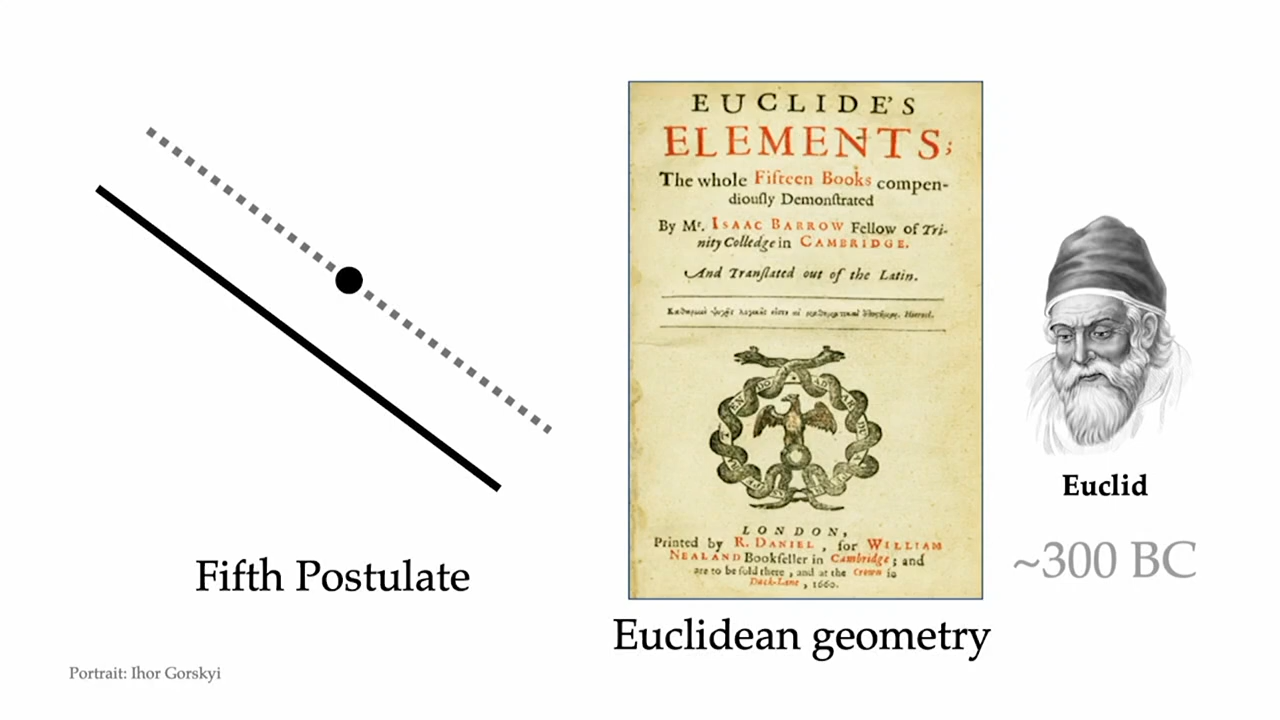 EUCLIDE'S
ELEMENTS;
The whole Fifteen Books compen-
diouſly Demonſtrated
By Mr. ISAAC BARROW Fellow of Tri-
nity Colledge in CAMBRIDGE.
And Tranſlated out of the Latin.
LONDON,
Printed by R. DANIEL, for WILLIAM
NEALAND Bookſeller in Cambridge; and
are to be ſold there, and at the Crown in
Duck-Lane, 1660.
Euclid
~300 BC
Fifth Postulate
Euclidean geometry
Portrait: Ihor Gorskyi